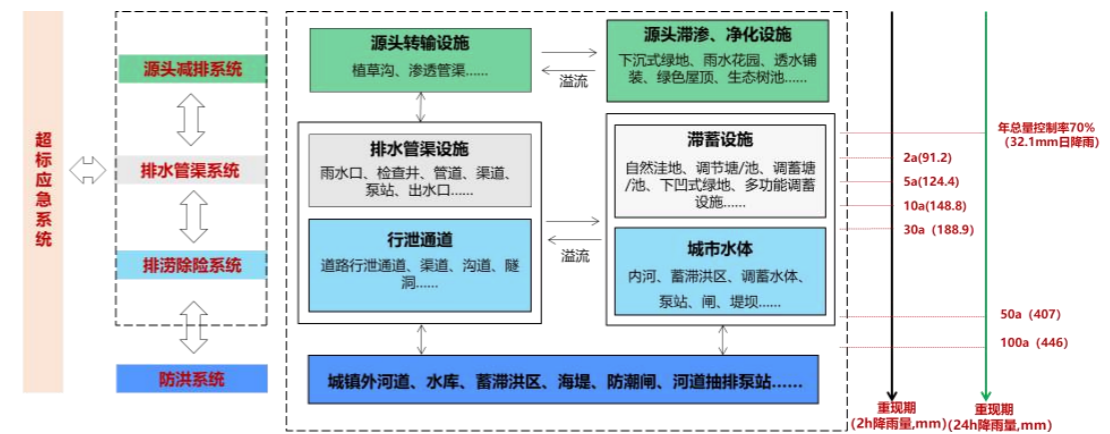 超标应急系统
源头减排系统
排水管渠系统
排涝除险系统
防洪系统
源头转输设施
植草沟、渗透管渠......
溢流
源头滞渗、净化设施
下沉式绿地、雨水花园、透水铺
装、绿色屋顶、生态树池......
排水管渠设施
雨水口、检查井、管道、渠道、
泵站、出水口......
行泄通道
道路行泄通道、渠道、沟道、隧
洞......
溢流
滞蓄设施
自然洼地、调节塘/池、调蓄塘
/池、下凹式绿地、多功能调蓄
设施......
城市水体
内河、蓄滞洪区、调蓄水体、
泵站、闸、堤坝......
城镇外河道、水库、蓄滞洪区、海堤、防潮闸、河道抽排泵站......
年总量控制率70%
（32.1mm日降雨）
2a(91.2)
5a(124.4)
10a(148.8)
30a（188.9）
50a（407）
100a（446）
重现期
（2h降雨量,mm）
重现期
（24h降雨量,mm）